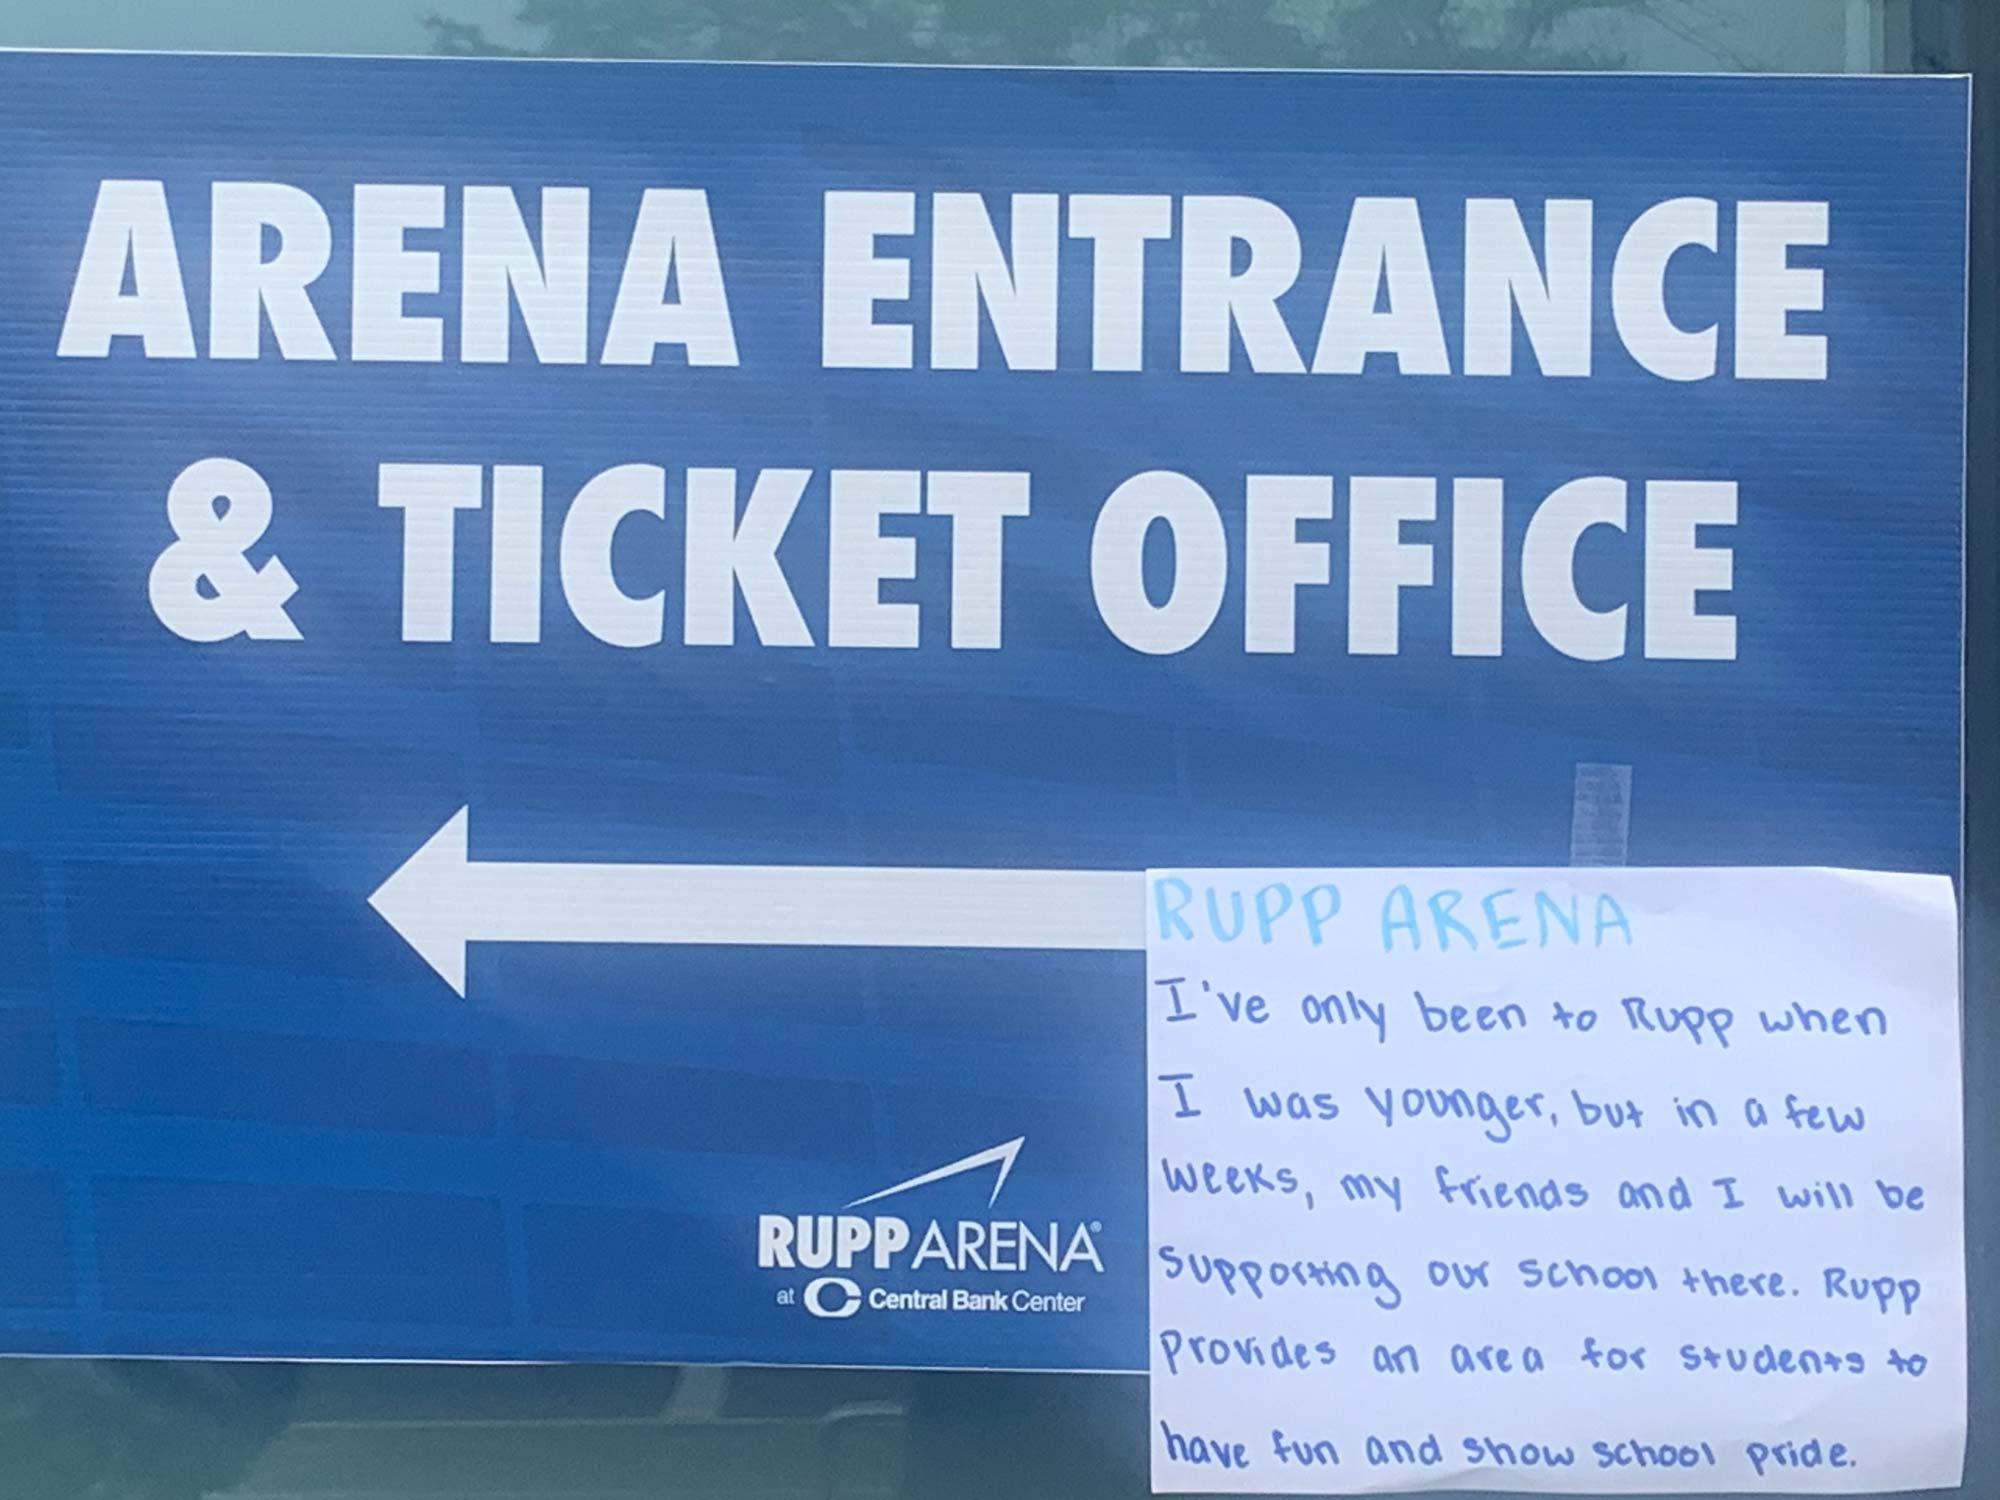 ARENA ENTRANCE
& TICKET OFFICE
RUPP ARENA®
at Central Bank Center
RUPP ARENA
I've only been to Rupp when
I was younger, but in a few
weeks, my friends and I will be
supporting our school there. Rupp
provides an area for students to
have fun and show school pride.